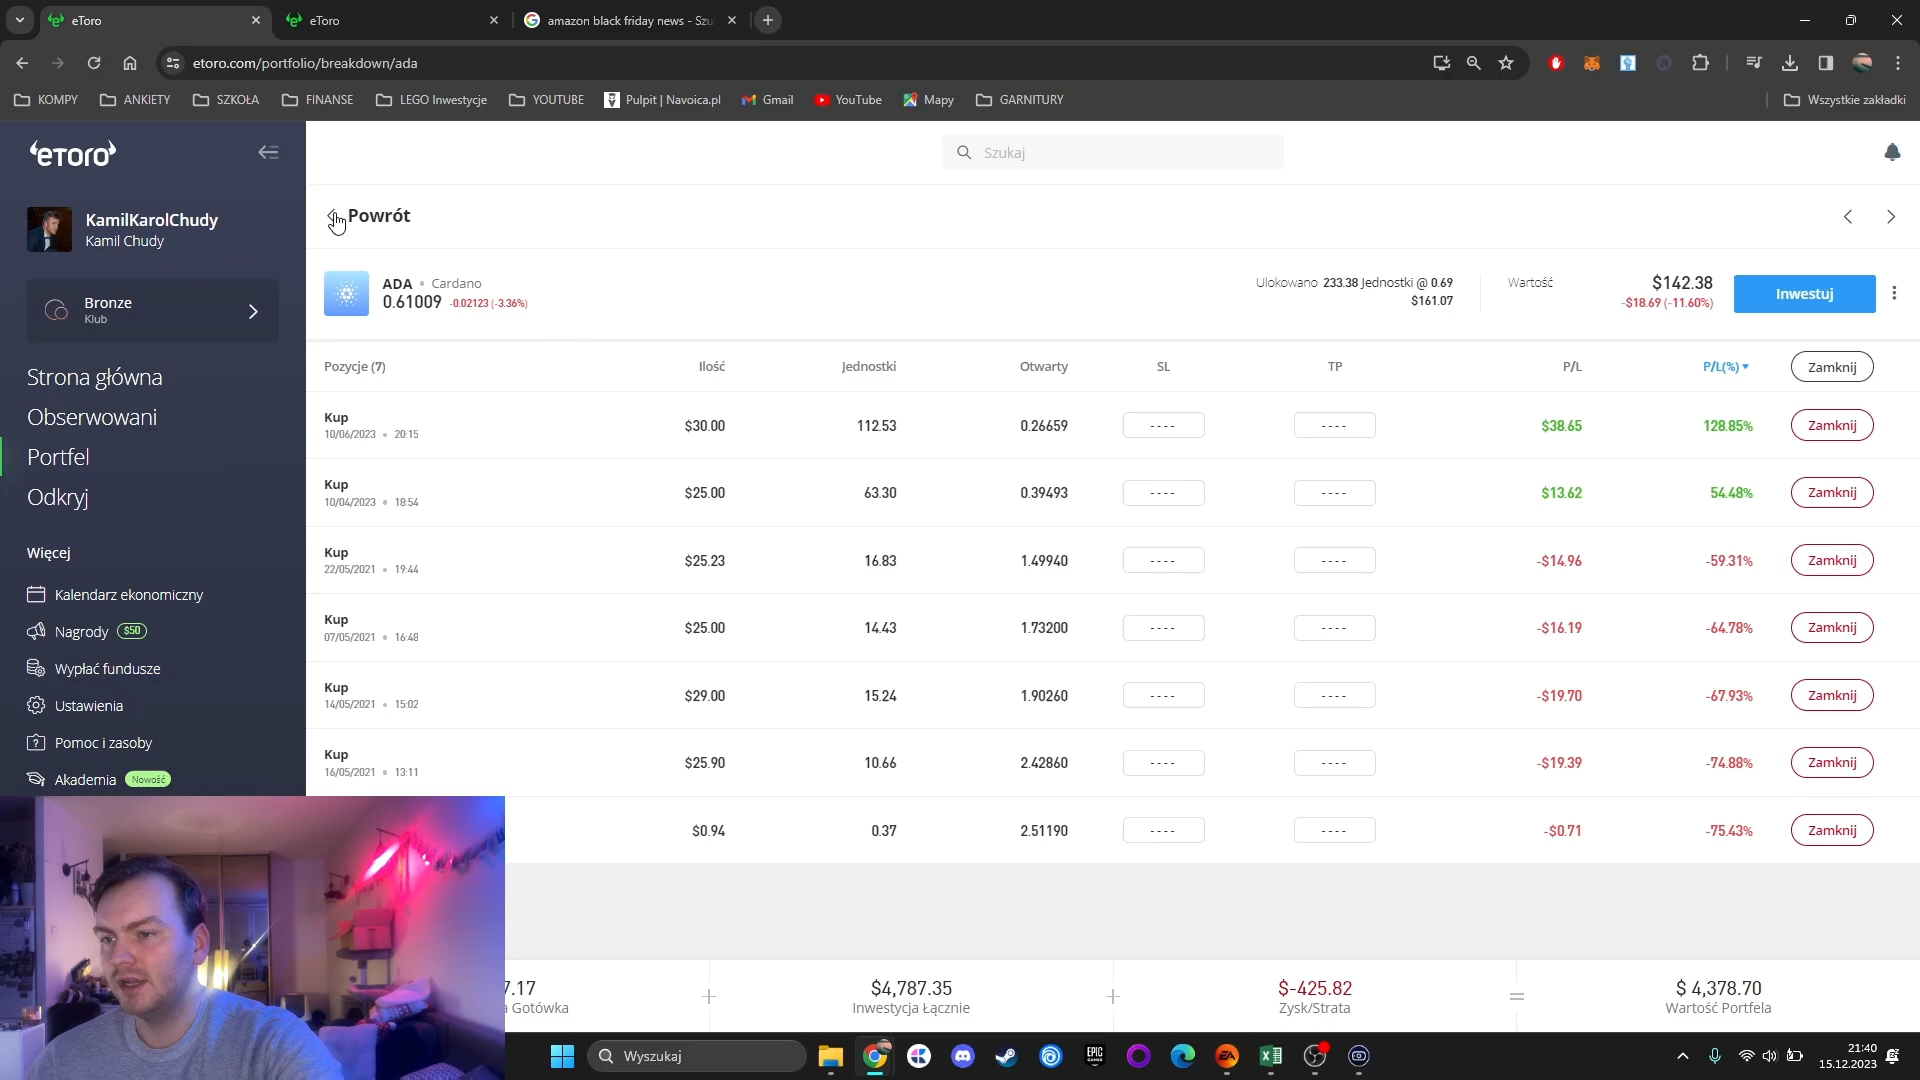 eToro
eToro
amazon black friday news - Szu
etoro.com/portfolio/breakdown/ada
KOMPY
ANKIETY
SZKOŁA
FINANSE
LEGO Inwestycje
YOUTUBE
Pulpit | Navoica.pl
Gmail
YouTube
Mapy
GARNITURY
Wszystkie zakładki
eToro
Szukaj
KamilKarolChudy
Kamil Chudy
Bronze
Klub
Strona główna
Obserwowani
Portfel
Odkryj
Więcej
Kalendarz ekonomiczny
Nagrody $50
Wypłać fundusze
Ustawienia
Pomoc i zasoby
Akademia Nowość
Powrót
ADA • Cardano
0.61009 -0.02123 (-3.36%)
Ulokowano 233.38 Jednostki @ 0.69
$161.07
Wartość
$142.38
-$18.69 (-11.60%)
Inwestuj
Pozycje (7) Ilość Jednostki Otwarty SL TP P/L P/L(%) Zamknij
Kup
10/06/2023 • 20:15
$30.00 112.53 0.26659 ---- ---- $38.65 128.85% Zamknij
Kup
10/04/2023 • 18:54
$25.00 63.30 0.39493 ---- ---- $13.62 54.48% Zamknij
Kup
22/05/2021 • 19:44
$25.23 16.83 1.49940 ---- ---- -$14.96 -59.31% Zamknij
Kup
07/05/2021 • 16:48
$25.00 14.43 1.73200 ---- ---- -$16.19 -64.78% Zamknij
Kup
14/05/2021 • 15:02
$29.00 15.24 1.90260 ---- ---- -$19.70 -67.93% Zamknij
Kup
16/05/2021 • 13:11
$25.90 10.66 2.42860 ---- ---- -$19.39 -74.88% Zamknij
$0.94 0.37 2.51190 ---- ---- -$0.71 -75.43% Zamknij
7.17 + $4,787.35 + $-425.82 = $ 4,378.70
a Gotówka Inwestycja Łącznie Zysk/Strata Wartość Portfela
Wyszukaj
EPIC
GAMES
EA
21:40
15.12.2023